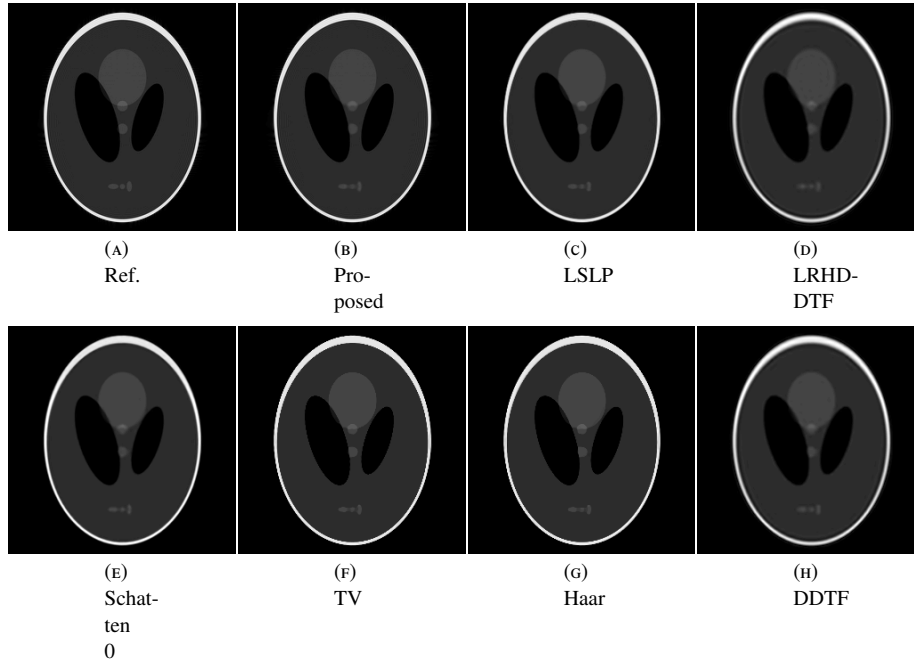 (A) (B) (C) (D)
Ref. Pro- LSLP LRHD-
posed DTF
(E) (F) (G) (H)
Schat- TV Haar DDTF
ten
0